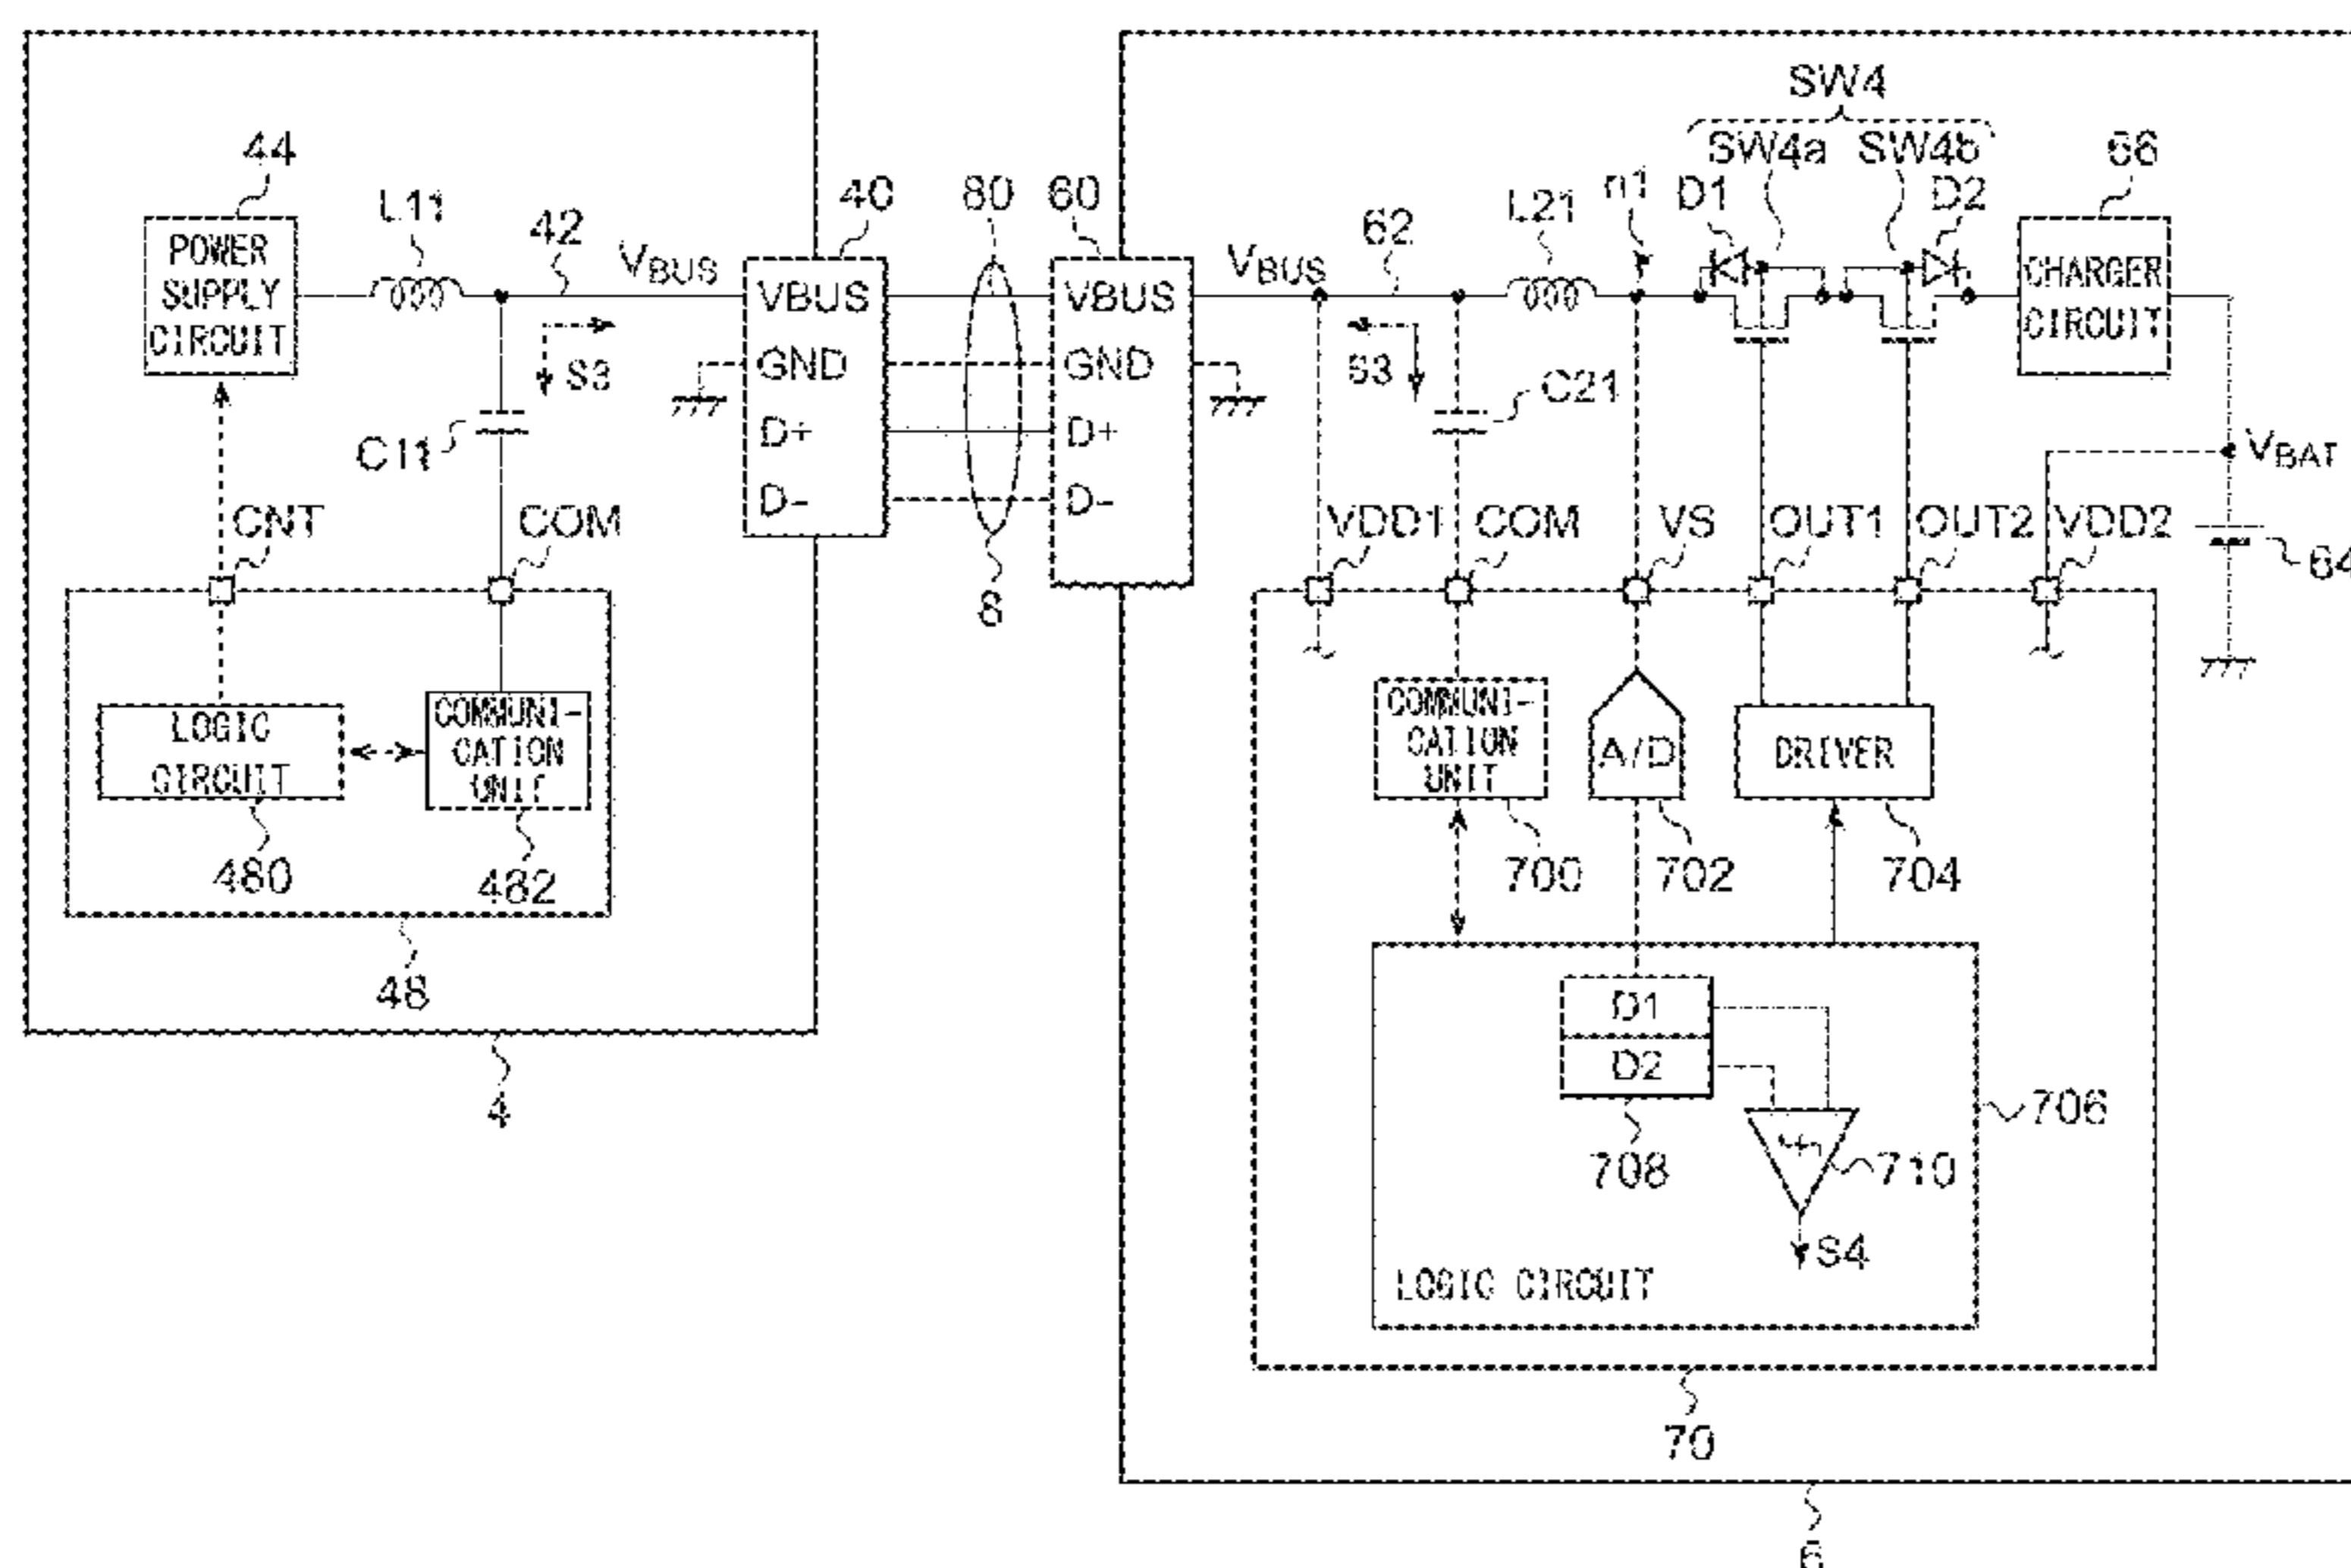 SW4
SW4a SW4b
44
L11
42
VBUS
40
80
60
VBUS
62
L21
n1
D1
D2
66
POWER
SUPPLY
CIRCUIT
VBUS
GND
D+
D-
VBUS
GND
D+
D-
CHARGER
CIRCUIT
S3
S3
C11
C21
VBAT
64
CNT
COM
8
VDD1
COM
VS
OUT1
OUT2
VDD2
LOGIC
CIRCUIT
COMMUNI-
CATION
UNIT
COMMUNI-
CATION
UNIT
A/D
DRIVER
480
482
700
702
704
48
D1
D2
4
708
706
710
S4
LOGIC CIRCUIT
70
6